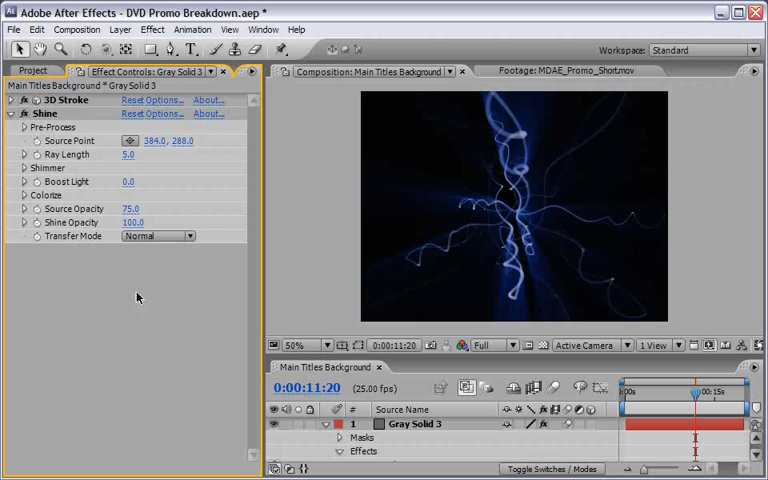 Adobe After Effects - DVD Promo Breakdown.aep *
File Edit Composition Layer Effect Animation View Window Help
Workspace: Standard
Project Effect Controls: Gray Solid 3
Composition: Main Titles Background
Footage: MDAE_Promo_Short.mov
Main Titles Background * Gray Solid 3
3D Stroke Reset Options... About...
Shine Reset Options... About...
Pre-Process
Source Point 384.0, 288.0
Ray Length 5.0
Shimmer
Boost Light 0.0
Colorize
Source Opacity 75.0
Shine Opacity 100.0
Transfer Mode Normal
50% 0:00:11:20 Full Active Camera 1 View
Main Titles Background
0:00:11:20 (25.00 fps)
:00s 00:15s
# Source Name
1 Gray Solid 3
Masks
Effects
Toggle Switches / Modes